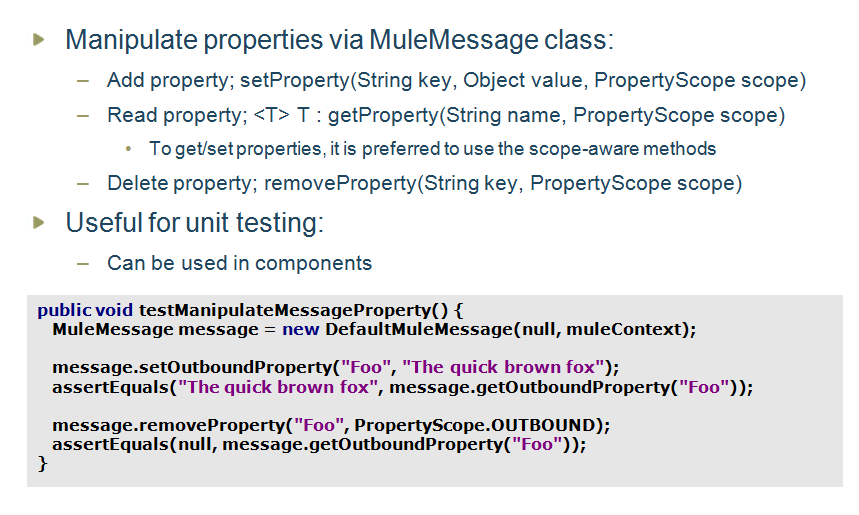 Manipulate properties via MuleMessage class:
– Add property; setProperty(String key, Object value, PropertyScope scope)
– Read property; <T> T : getProperty(String name, PropertyScope scope)
• To get/set properties, it is preferred to use the scope-aware methods
– Delete property; removeProperty(String key, PropertyScope scope)
Useful for unit testing:
– Can be used in components
public void testManipulateMessageProperty() {
MuleMessage message = new DefaultMuleMessage(null, muleContext);
message.setOutboundProperty("Foo", "The quick brown fox");
assertEquals("The quick brown fox", message.getOutboundProperty("Foo"));
message.removeProperty("Foo", PropertyScope.OUTBOUND);
assertEquals(null, message.getOutboundProperty("Foo"));
}